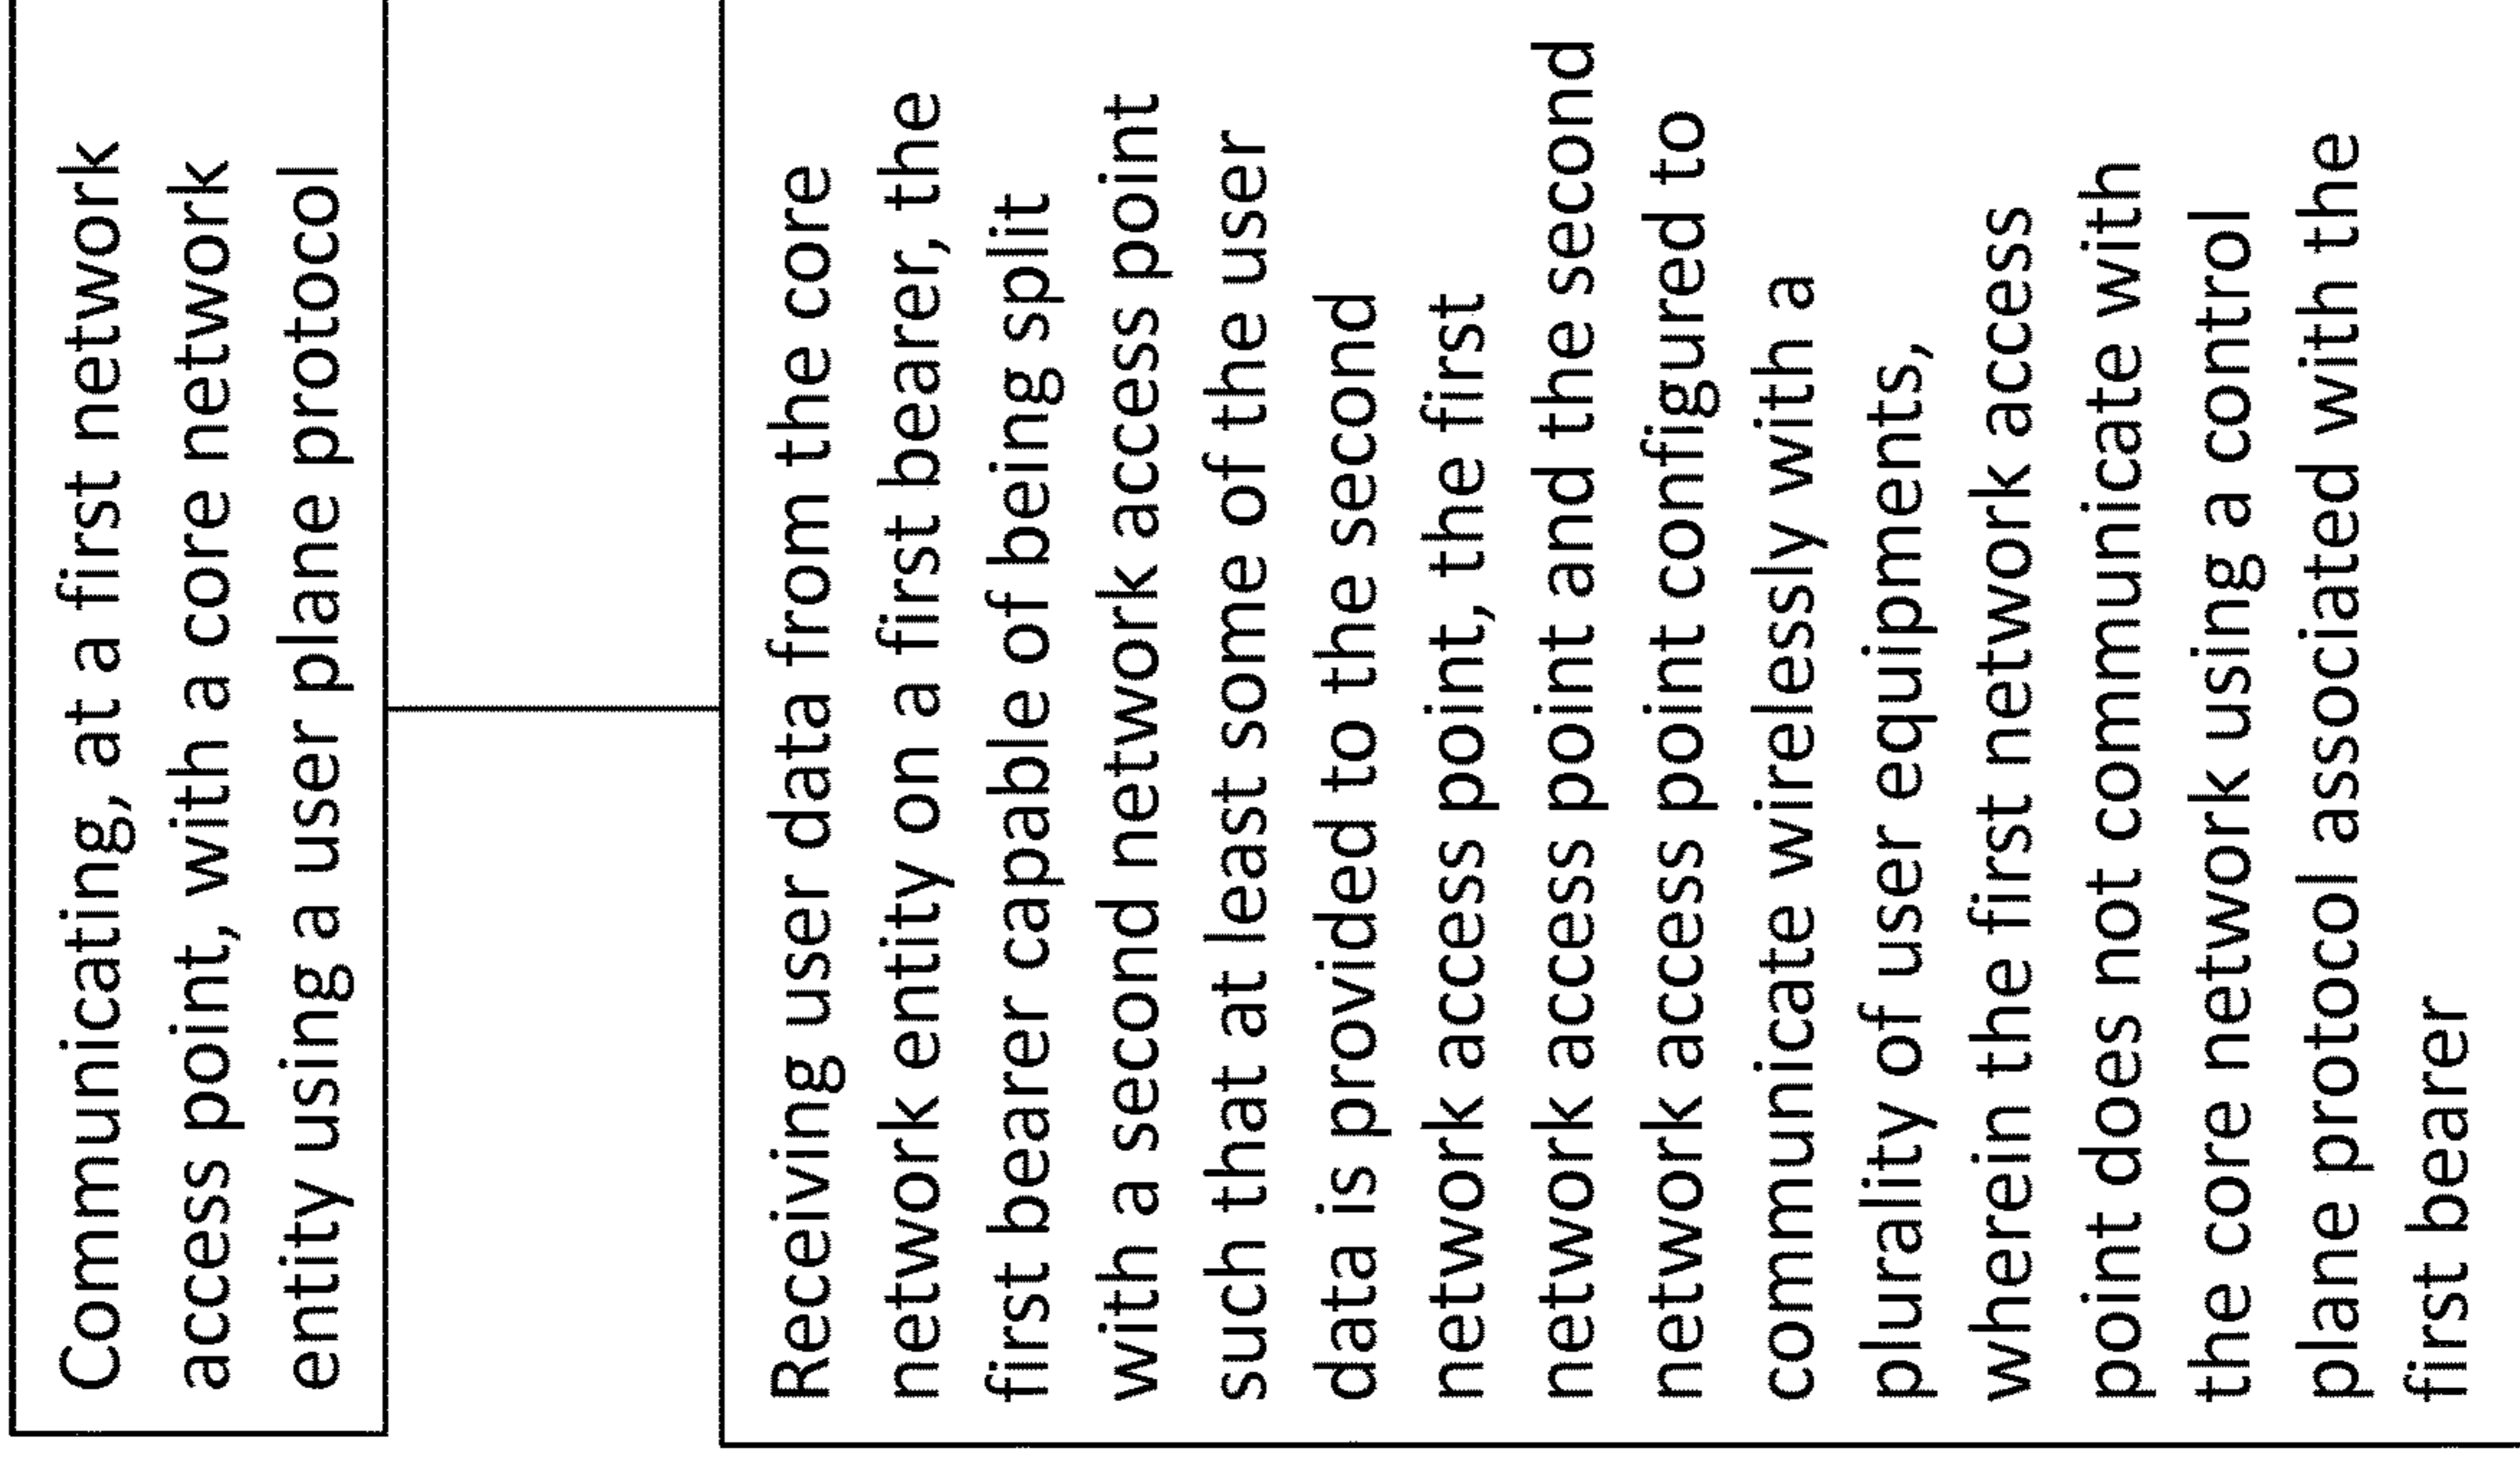 Communicating, at a first network
access point, with a core network
entity using a user plane protocol
Receiving user data from the core
network entity on a first bearer, the
first bearer capable of being split
with a second network access point
such that at least some of the user
data is provided to the second
network access point, the first
network access point and the second
network access point configured to
communicate wirelessly with a
plurality of user equipments,
wherein the first network access
point does not communicate with
the core network using a control
plane protocol associated with the
first bearer